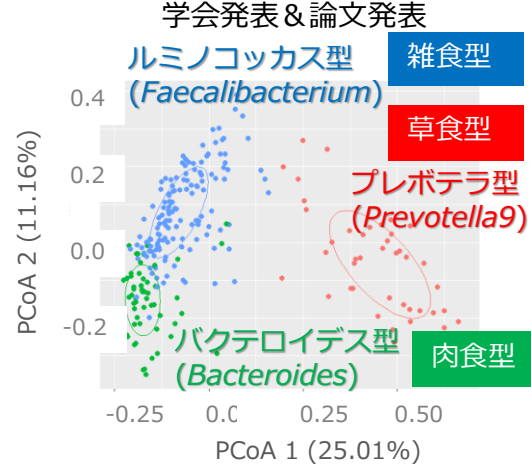 学会発表＆論文発表
ルミノコッカス型
(Faecalibacterium)
雑食型
草食型
プレボテラ型
(Prevotella9)
バクテロイデス型
(Bacteroides)
肉食型
PCoA 2 (11.16%)
0.4
0.2
0.0
-0.2
-0.25
0.0
0.25
0.50
PCoA 1 (25.01%)